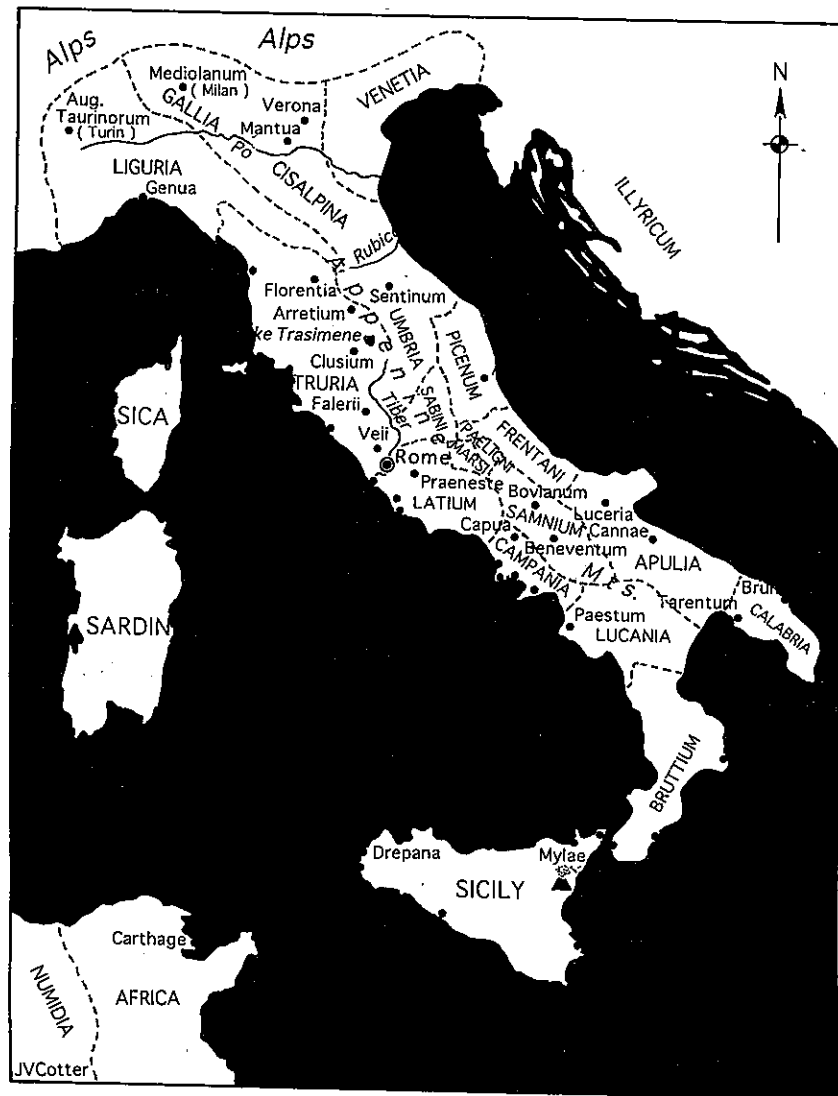 Alps
Alps
Mediolanum
( Milan )
VENETIA
N
Aug.
Taurinorum
( Turin )
GALLIA
Verona
Mantua
Po
CISALPINA
LIGURIA
Genua
ILLYRICUM
Rubico
Appennine
Florentia
Sentinum
Arretium
UMBRIA
PICENUM
ke Trasimene
Clusium
TRURIA
SABINI
Falerii
Tiber
SICA
Veii
MARSI
PAELIGNI
FRENTANI
Rome
Praeneste
Bovianum
LATIUM
SAMNIUM
Luceria
Capua
Cannae
CAMPANIA
Beneventum
APULIA
Mts.
Brun
Tarentum
CALABRIA
SARDIN
Paestum
LUCANIA
BRUTTIUM
Drepana
Mylae
SICILY
Carthage
NUMIDIA
AFRICA
JVCotter